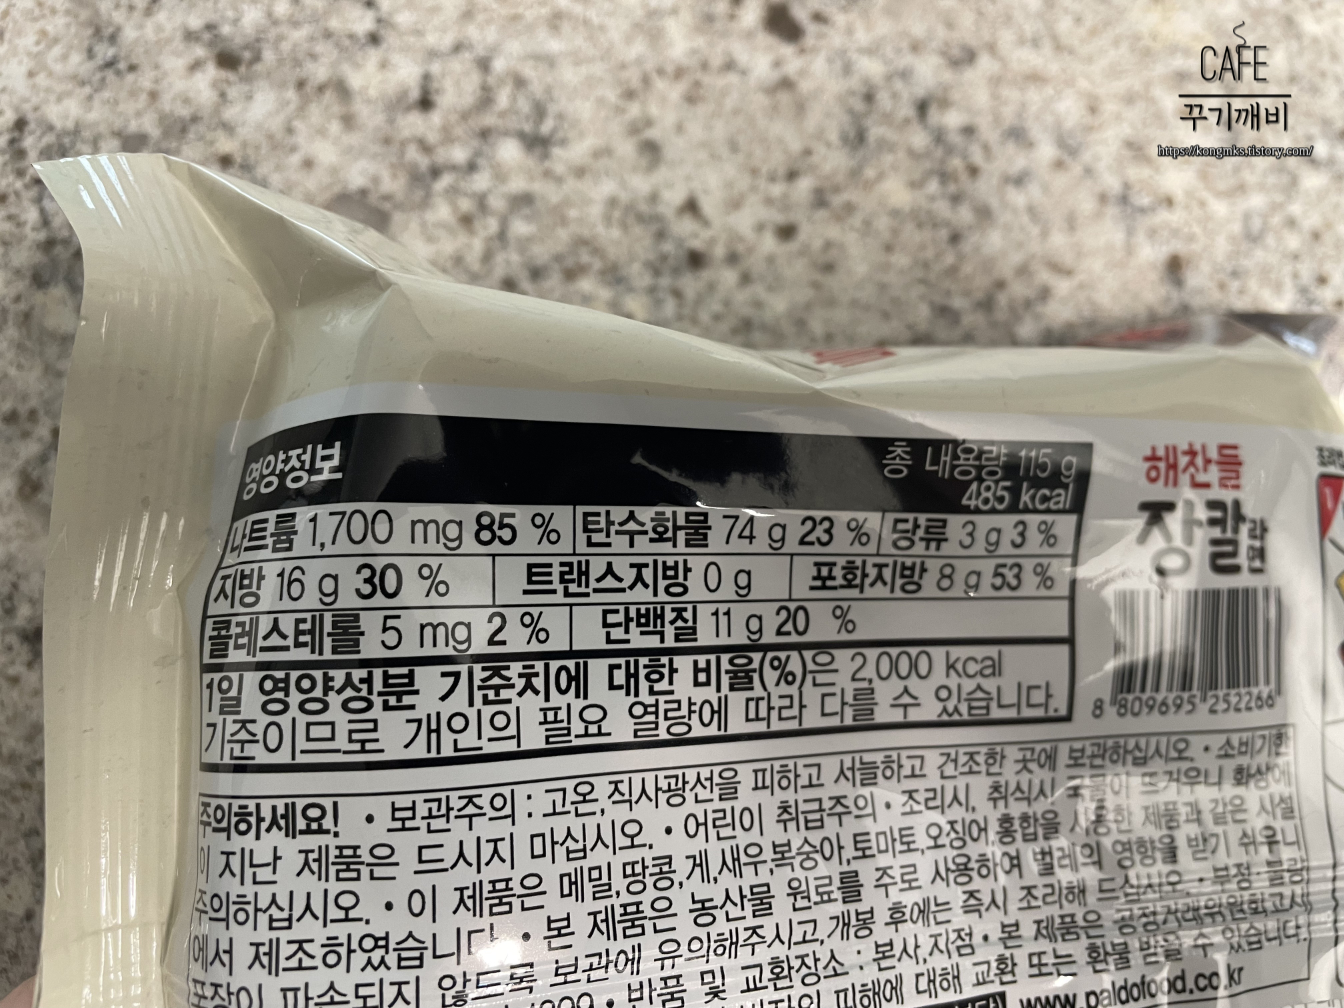 CAFE
꾸기깨비
https://kongmks.tistory.com/
영양정보
총 내용량 115 g
485 kcal
나트륨 1,700 mg 85 % 탄수화물 74 g 23 % 당류 3 g 3 %
지방 16 g 30 % 트랜스지방 0 g 포화지방 8 g 53 %
콜레스테롤 5 mg 2 % 단백질 11 g 20 %
1일 영양성분 기준치에 대한 비율(%)은 2,000 kcal
기준이므로 개인의 필요 열량에 따라 다를 수 있습니다.
해찬들
장칼라면
8 809695 252266
주의하세요! • 보관주의 : 고온,직사광선을 피하고 서늘하고 건조한 곳에 보관하십시오. • 소비기한
이 지난 제품은 드시지 마십시오. • 어린이 취급주의 • 조리시, 취식시 국물이 뜨거우니 화상에
주의하십시오. • 이 제품은 메밀,땅콩,게,새우,복숭아,토마토,오징어,홍합을 사용한 제품과 같은 시설
에서 제조하였습니다. • 본 제품은 농산물 원료를 주로 사용하여 벌레의 영향을 받기 쉬우니
포장이 파손되지 않도록 보관에 유의해주시고,개봉 후에는 즉시 조리해 드십시오. • 부정·불량
• 반품 및 교환장소 : 본사,지점 • 본 제품은 공정거래위원회고시
피해에 대해 교환 또는 환불 받을 수 있습니다.
www.paldofood.co.kr